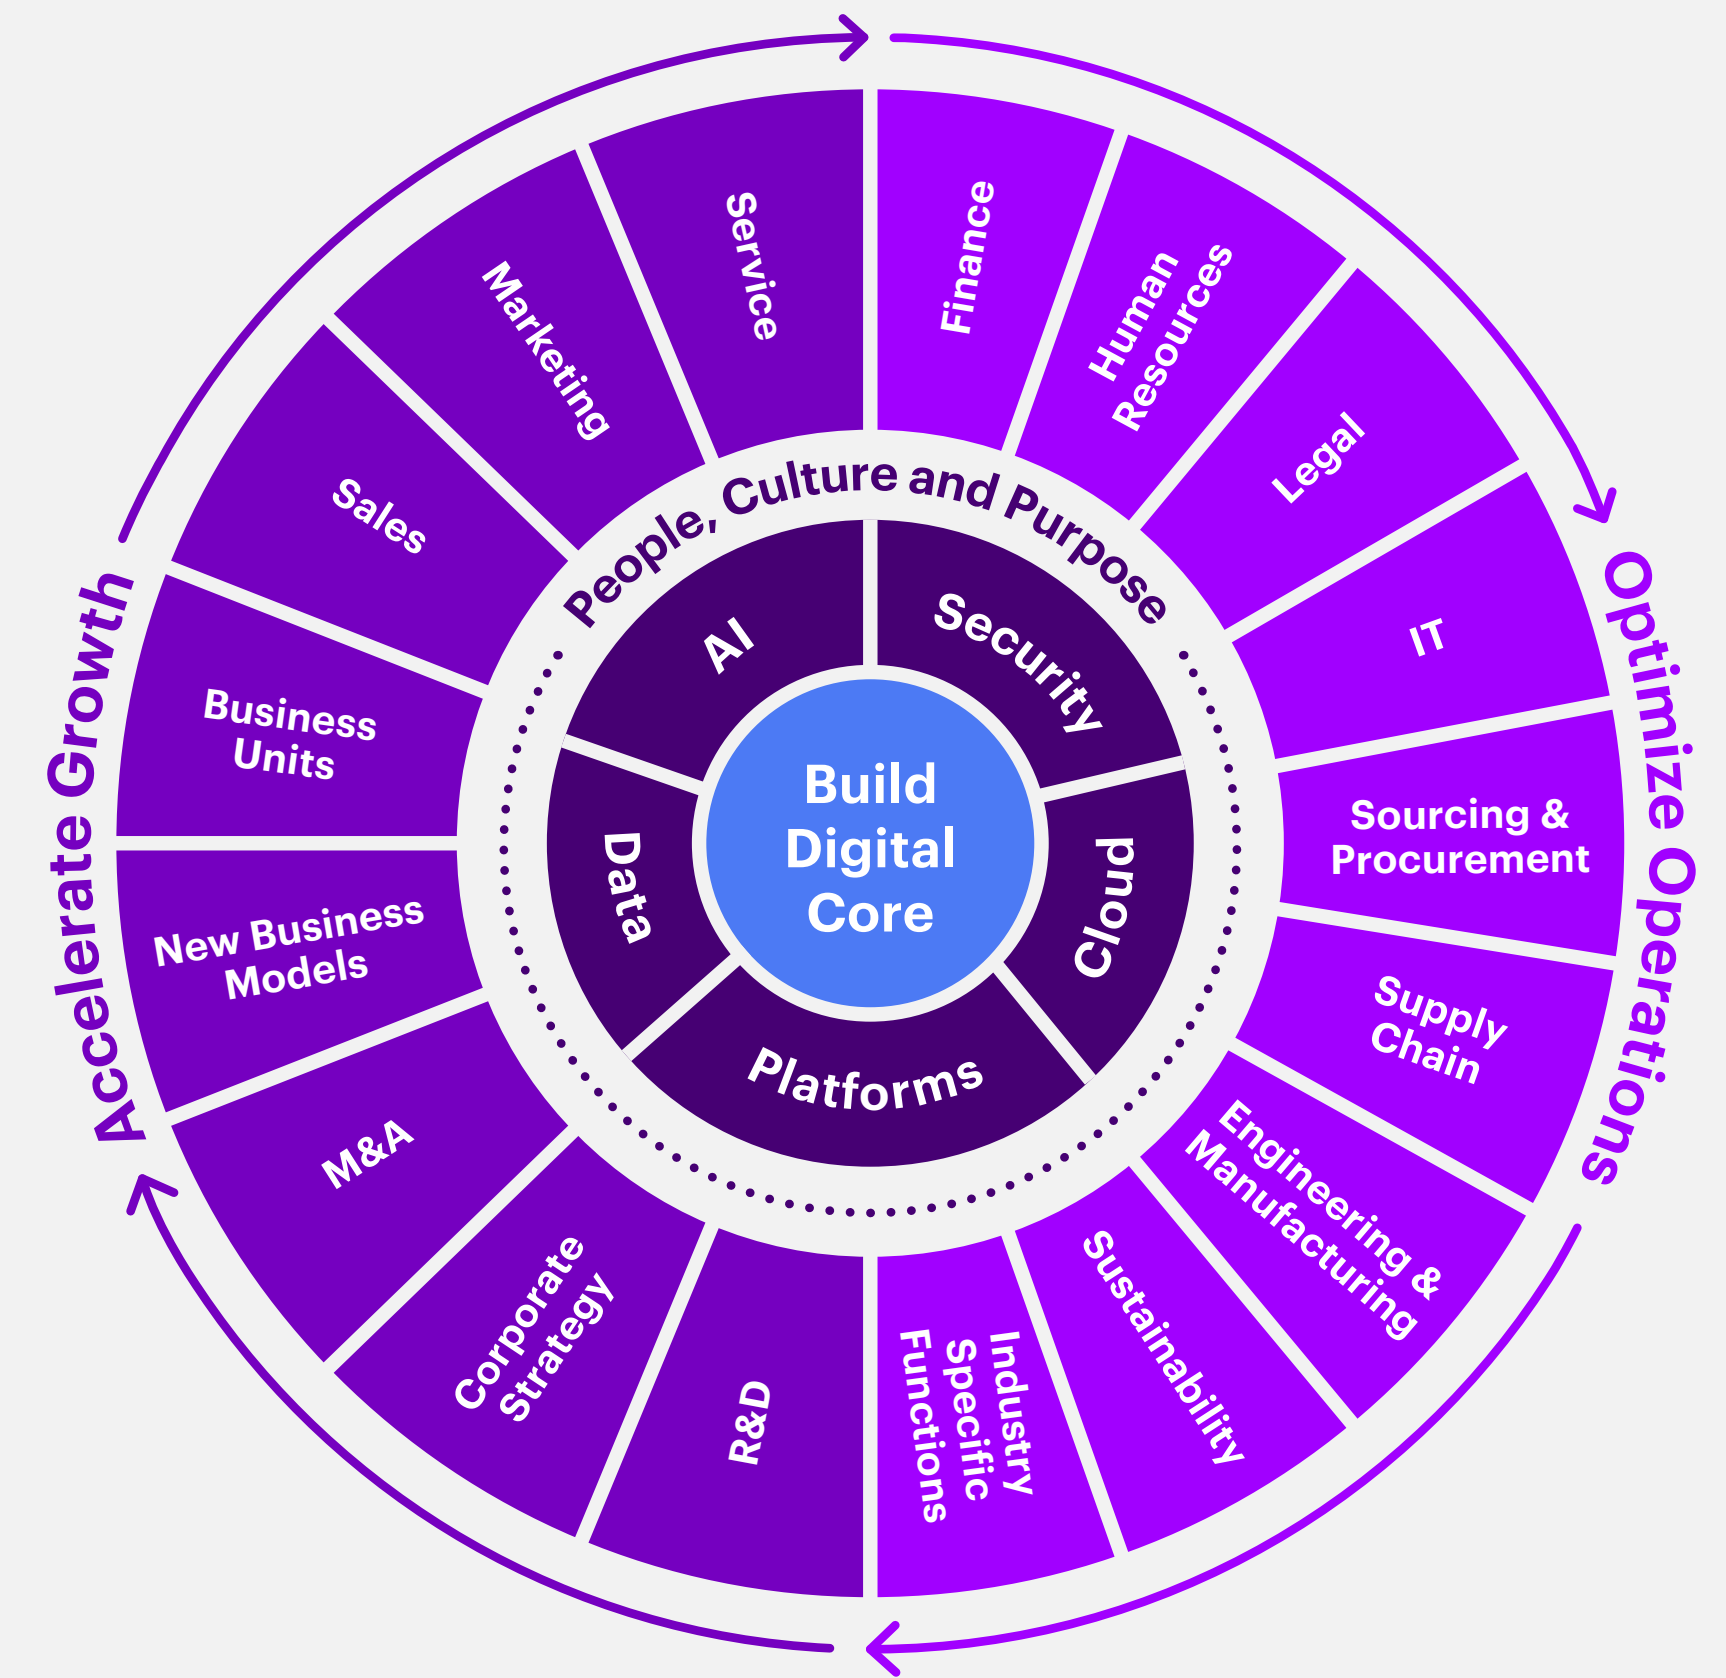 Build
Digital
Core
AI
Security
Cloud
Platforms
Data
People, Culture and Purpose
Optimize Operations
Finance
Human
Resources
Legal
IT
Sourcing &
Procurement
Supply
Chain
Engineering &
Manufacturing
Sustainability
Industry
Specific
Functions
Accelerate Growth
R&D
Corporate
Strategy
M&A
New Business
Models
Business
Units
Sales
Marketing
Service